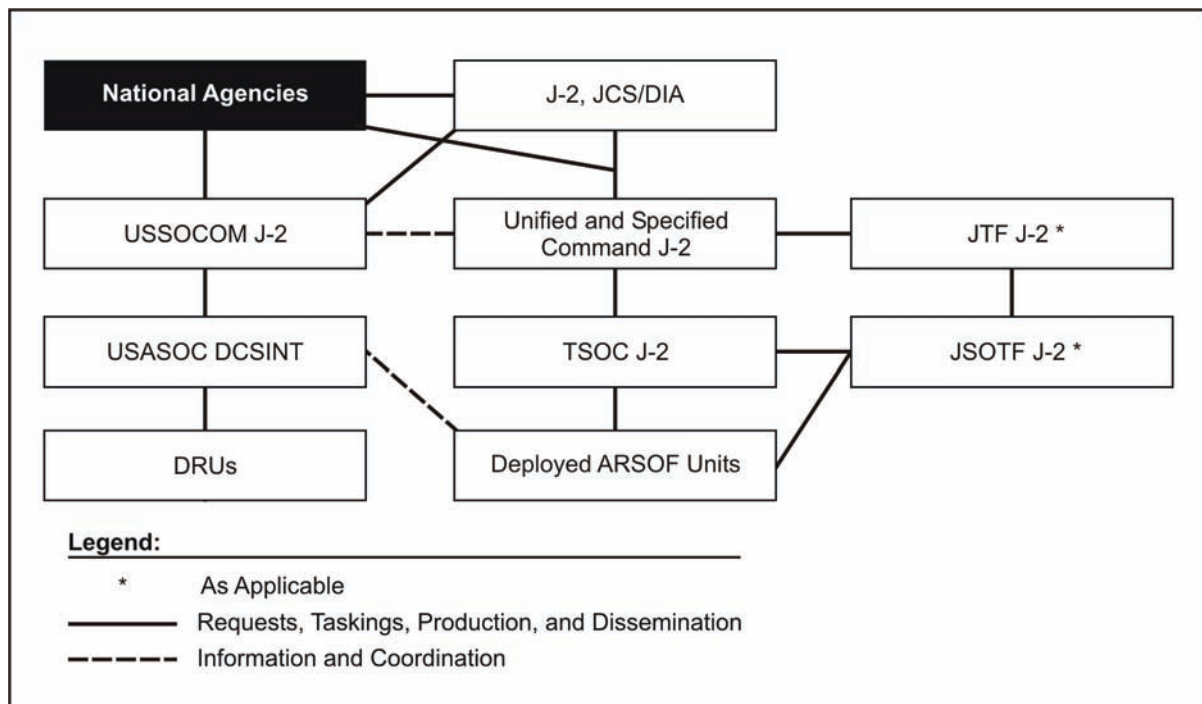 National Agencies
J-2, JCS/DIA
USSOCOM J-2
Unified and Specified
Command J-2
JTF J-2 *
USASOC DCSINT
TSOC J-2
JSOTF J-2 *
DRUs
Deployed ARSOF Units
Legend:
* As Applicable
Requests, Taskings, Production, and Dissemination
Information and Coordination